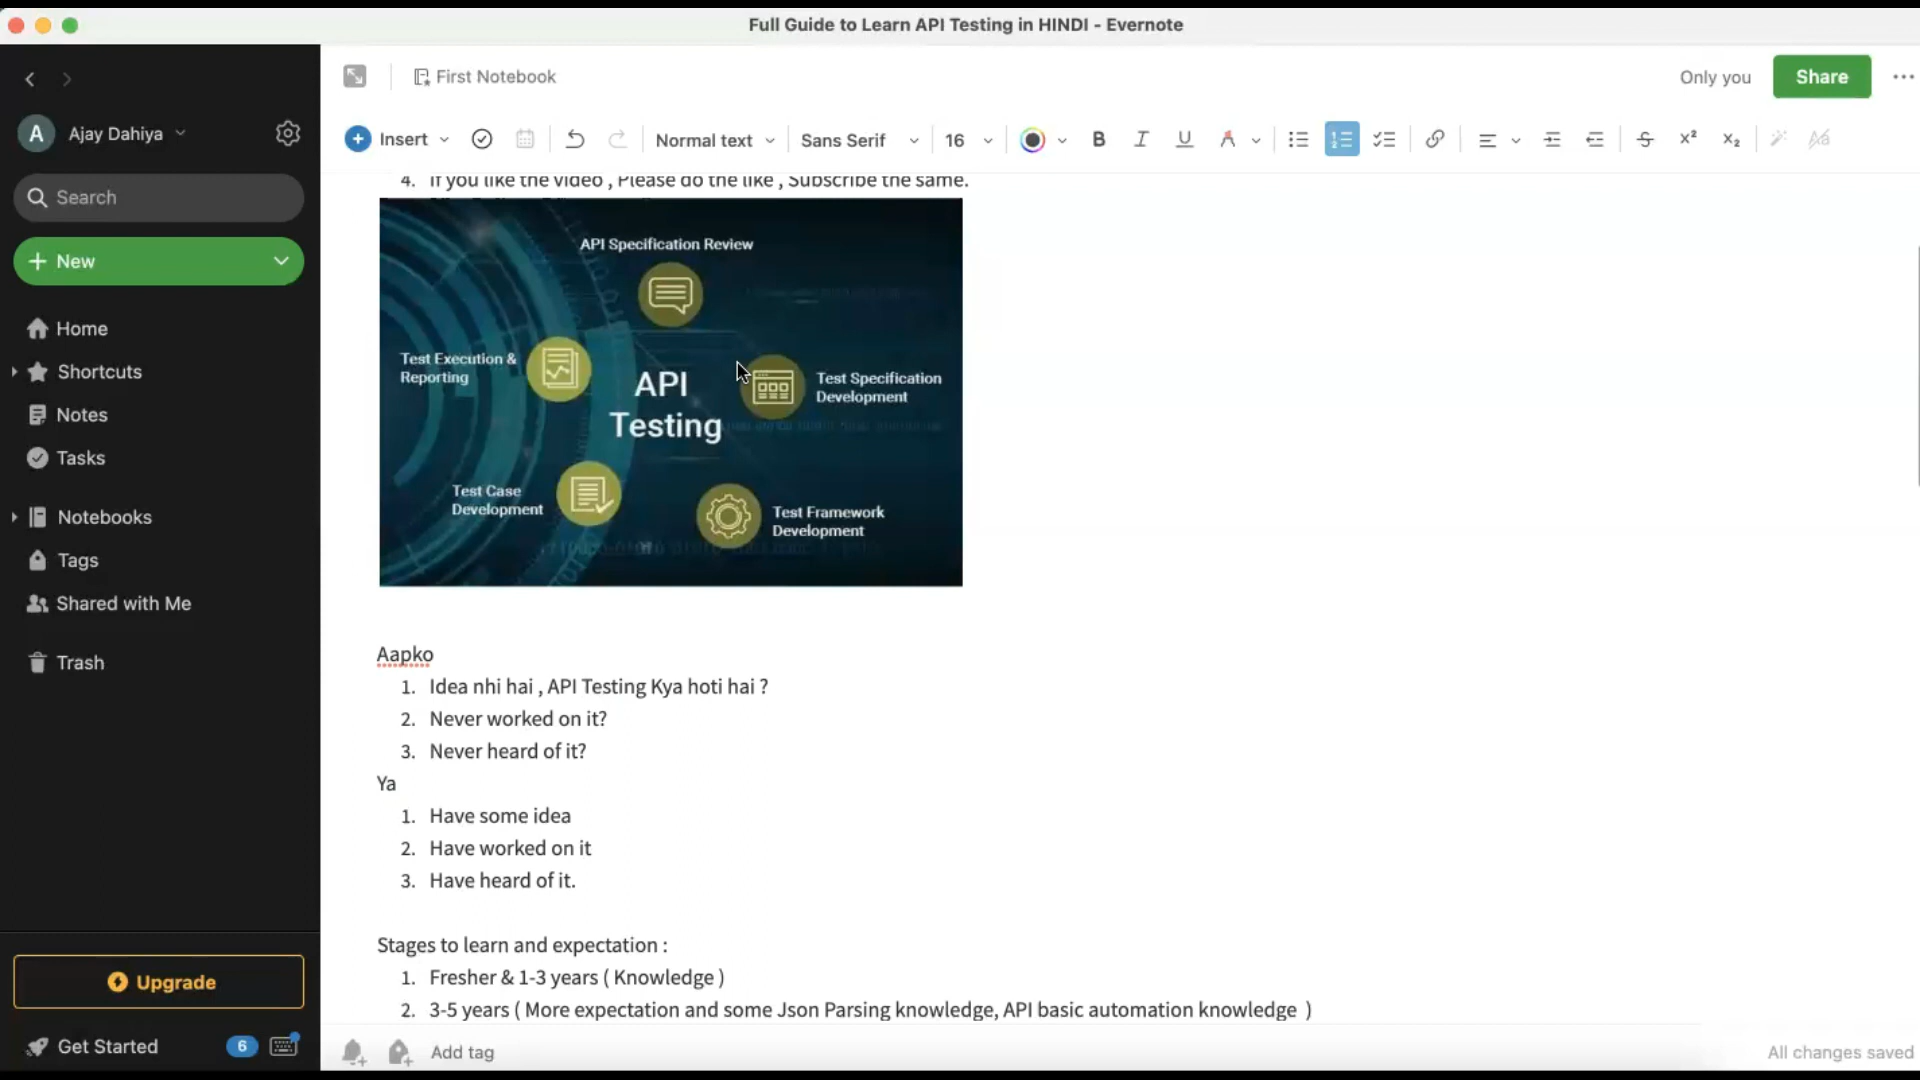 Full Guide to Learn API Testing in HINDI - Evernote
First Notebook
Only you
Share
A
Ajay Dahiya
Insert
Normal text
Sans Serif
16
Search
New
Home
Shortcuts
Notes
Tasks
Notebooks
Tags
Shared with Me
Trash
Upgrade
Get Started
6
4. If you like the video , Please do the like , Subscribe the same.
API Specification Review
Test Execution &
Reporting
API
Testing
Test Specification
Development
Test Case
Development
Test Framework
Development
Aapko
1. Idea nhi hai , API Testing Kya hoti hai ?
2. Never worked on it?
3. Never heard of it?
Ya
1. Have some idea
2. Have worked on it
3. Have heard of it.
Stages to learn and expectation :
1. Fresher & 1-3 years ( Knowledge )
2. 3-5 years ( More expectation and some Json Parsing knowledge, API basic automation knowledge )
Add tag
All changes saved